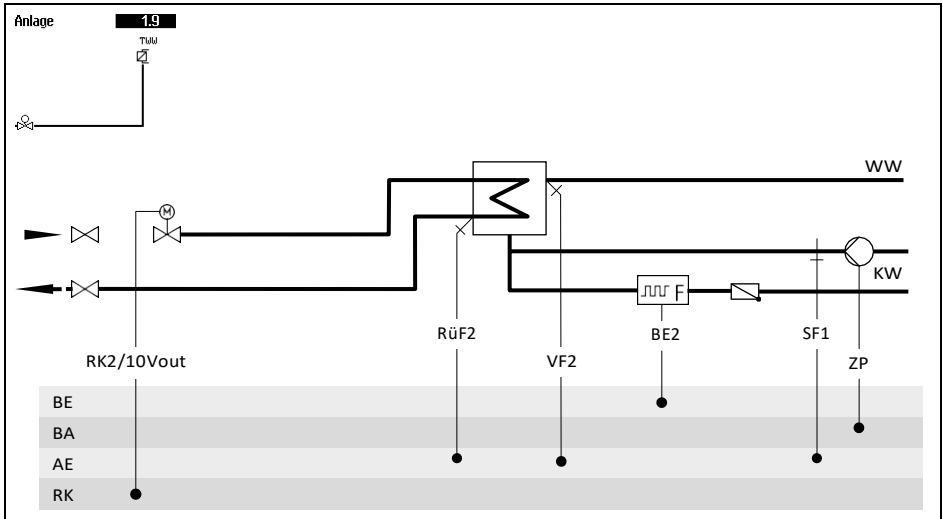 Anlage 1.9
TWW
WW
M
KW
F
RüF2
BE2
SF1
RK2/10Vout
VF2
ZP
BE
BA
AE
RK